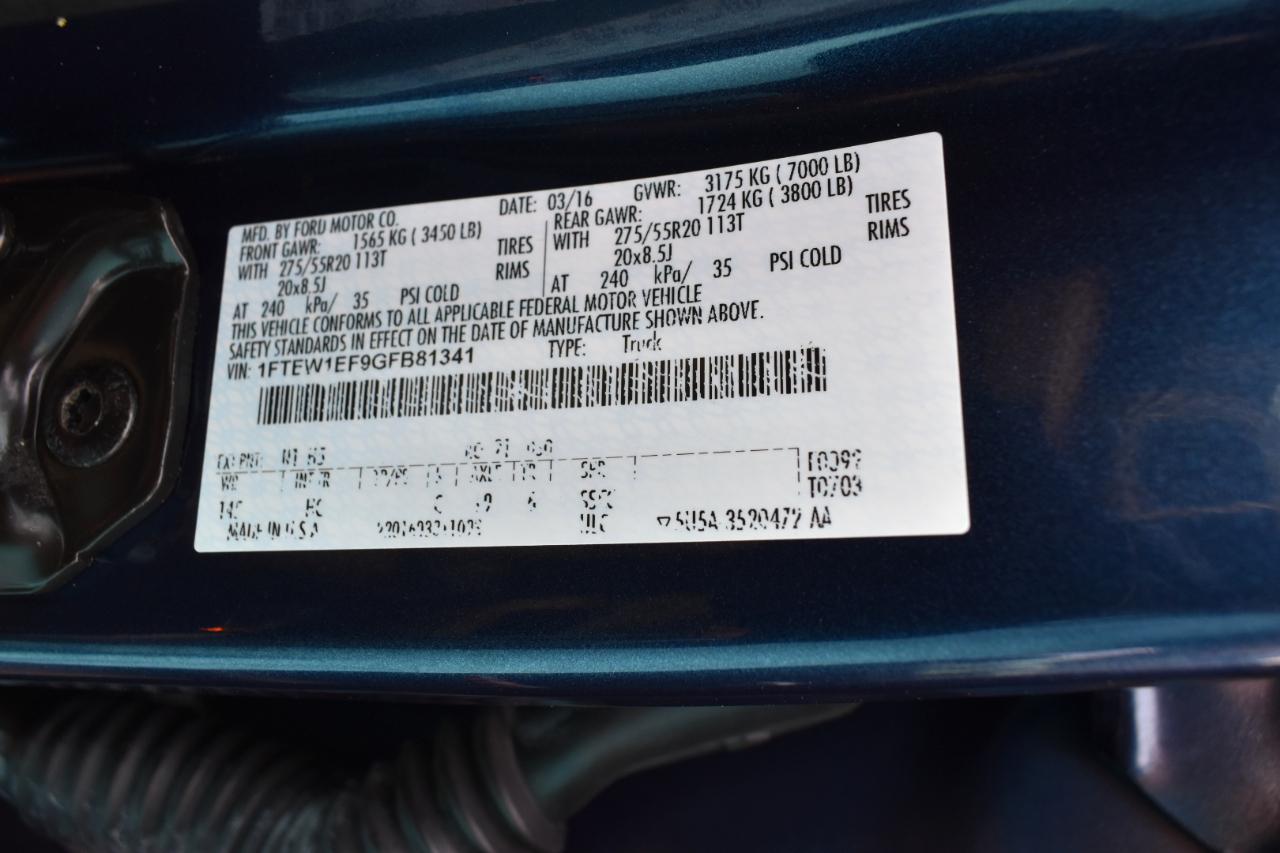 MFD. BY FORD MOTOR CO. DATE: 03/16 GVWR: 3175 KG ( 7000 LB)
FRONT GAWR: 1565 KG ( 3450 LB) REAR GAWR: 1724 KG ( 3800 LB)
WITH 275/55R20 113T TIRES WITH 275/55R20 113T TIRES
20x8.5J RIMS 20x8.5J RIMS
AT 240 kPa/ 35 PSI COLD AT 240 kPa/ 35 PSI COLD
THIS VEHICLE CONFORMS TO ALL APPLICABLE FEDERAL MOTOR VEHICLE
SAFETY STANDARDS IN EFFECT ON THE DATE OF MANUFACTURE SHOWN ABOVE.
VIN: 1FTEW1EF9GFB81341 TYPE: Truck
MADE IN U.S.A